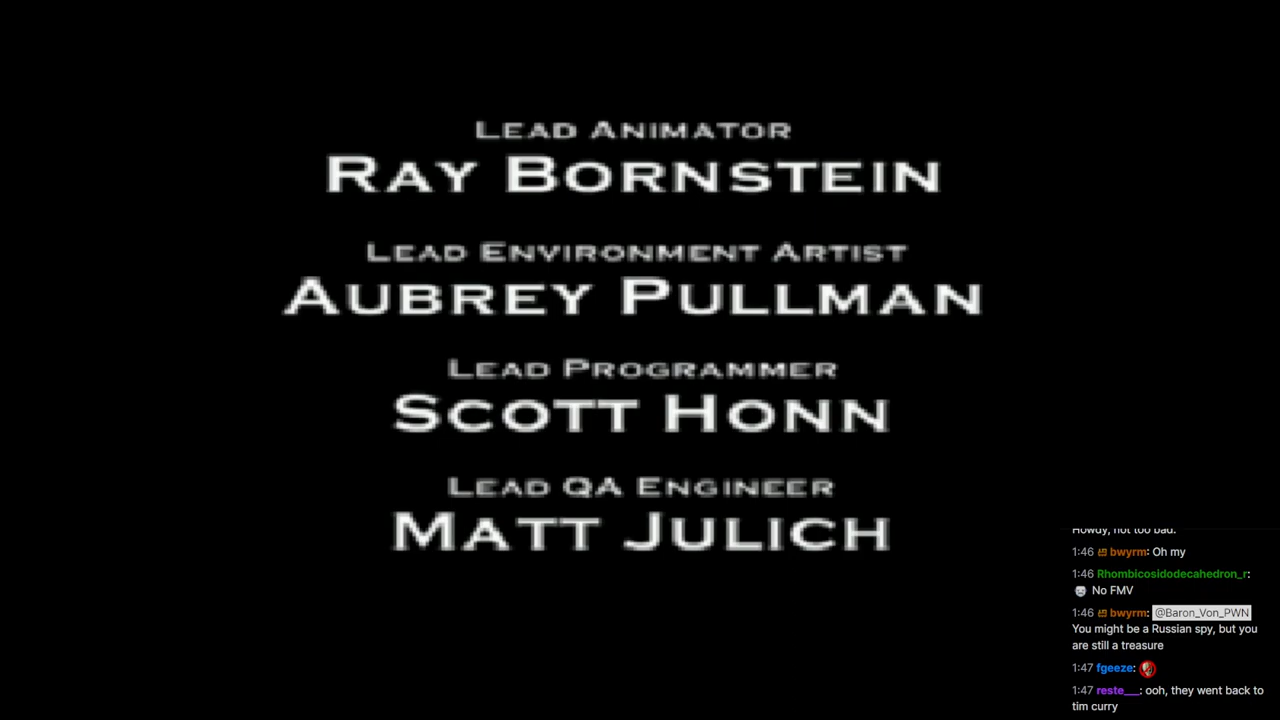 Lead Animator
Ray Bornstein
Lead Environment Artist
Aubrey Pullman
Lead Programmer
Scott Honn
Lead QA Engineer
Matt Julich
Howdy, not too bad.
1:46 bwyrm: Oh my
1:46 Rhombicosidodecahedron_r:
No FMV
1:46 bwyrm: @Baron_Von_PWN
You might be a Russian spy, but you
are still a treasure
1:47 fgeeze:
1:47 reste___: ooh, they went back to
tim curry